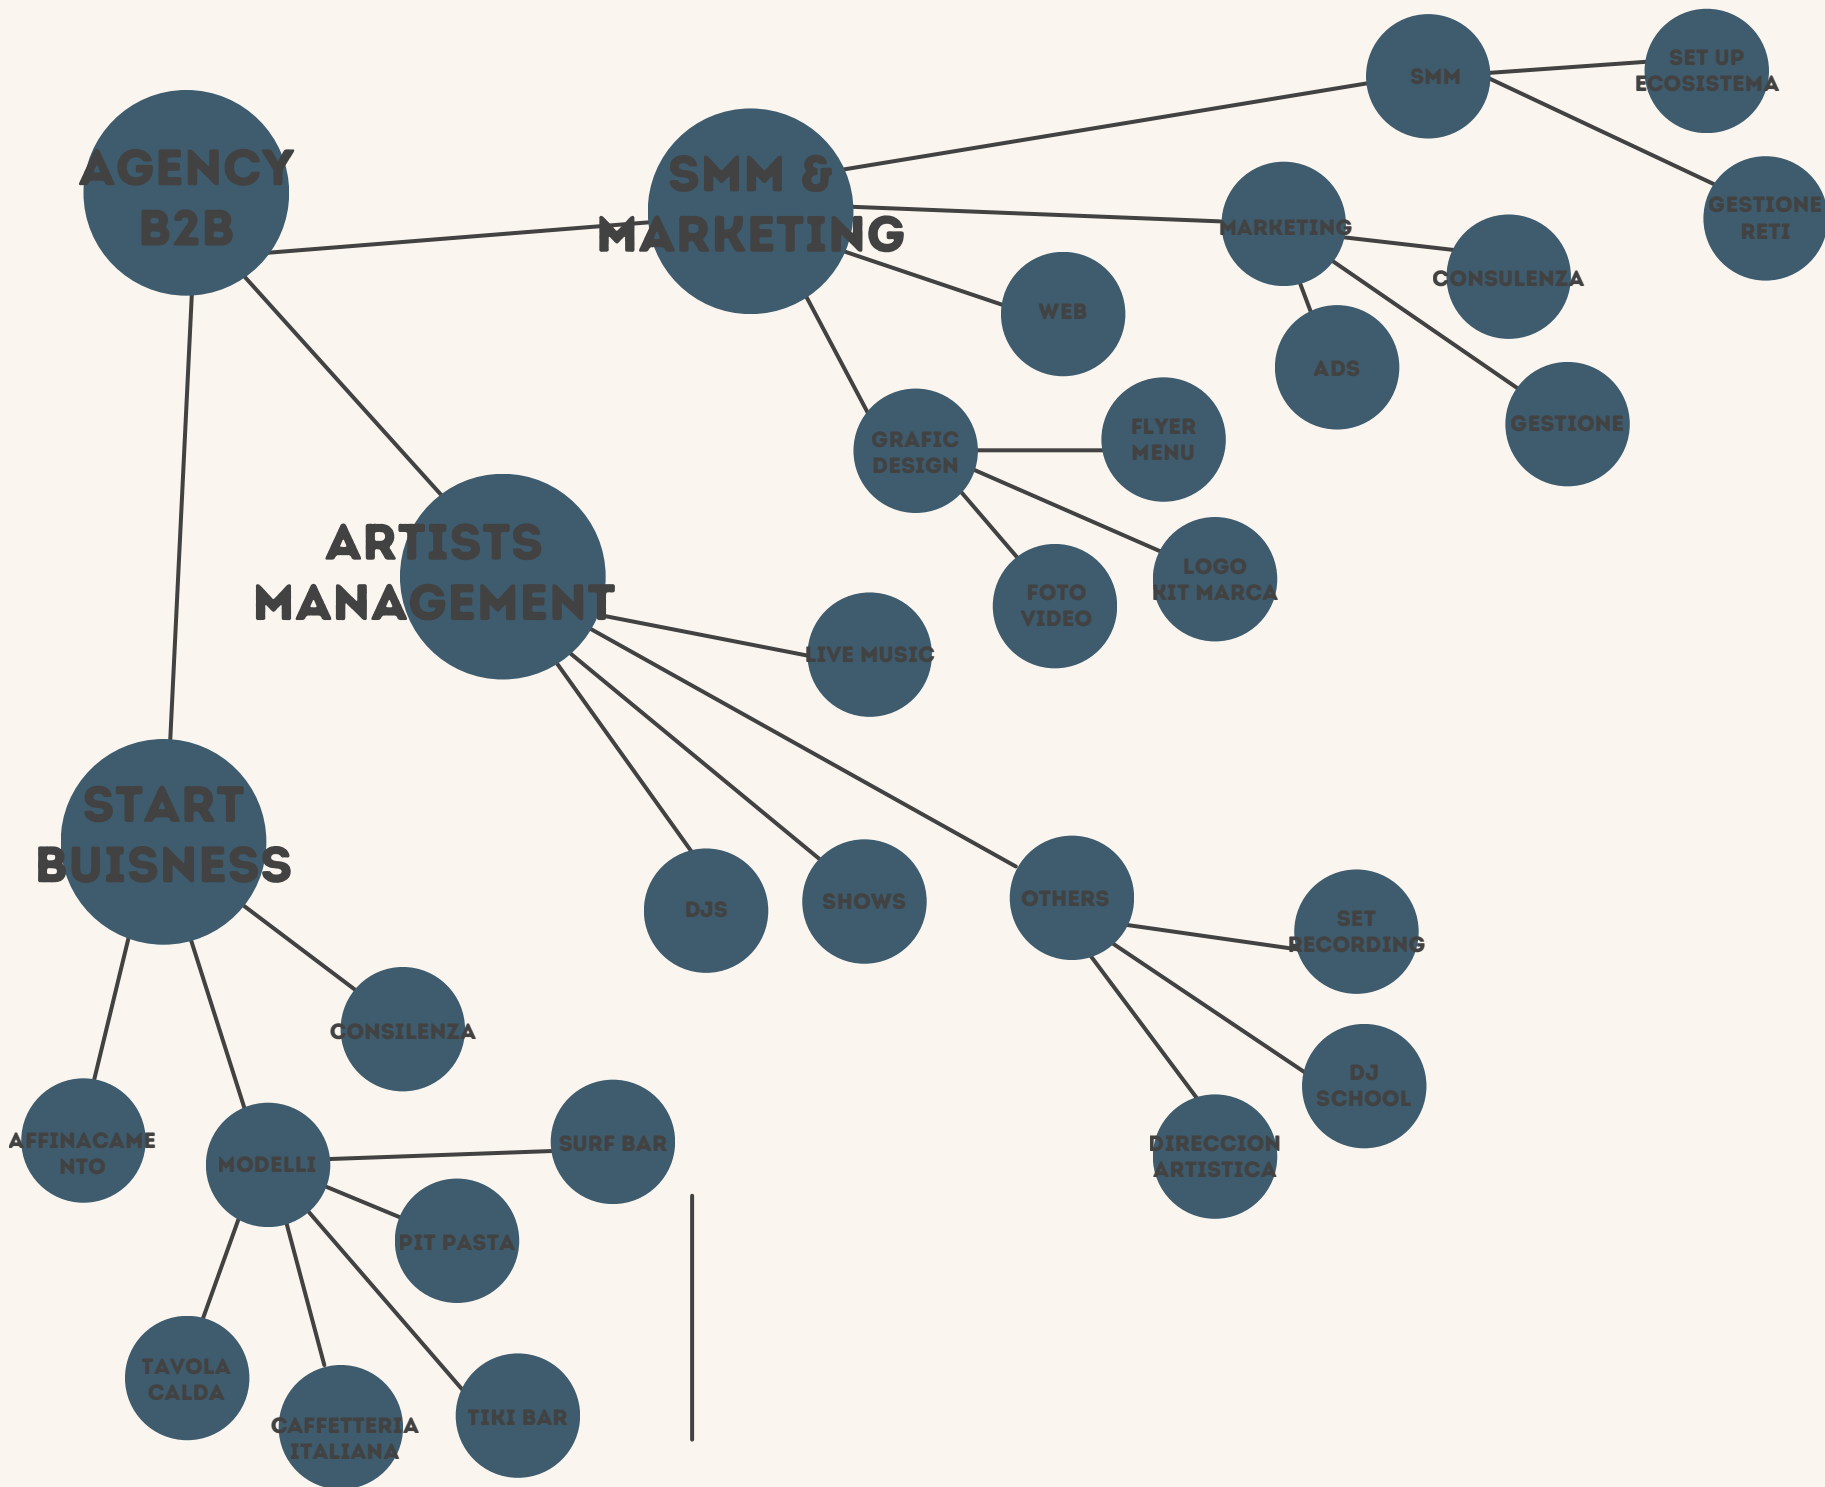 AGENCY
B2B
SMM &
MARKETING
SMM
SET UP
ECOSISTEMA
GESTIONE
RETI
MARKETING
CONSULENZA
ADS
GESTIONE
WEB
GRAFIC
DESIGN
FLYER
MENU
LOGO
KIT MARCA
FOTO
VIDEO
ARTISTS
MANAGEMENT
LIVE MUSIC
DJS
SHOWS
OTHERS
SET
RECORDING
DJ
SCHOOL
DIRECCION
ARTISTICA
START
BUISNESS
CONSILENZA
AFFINACAME
NTO
MODELLI
SURF BAR
PIT PASTA
TAVOLA
CALDA
CAFFETTERIA
ITALIANA
TIKI BAR